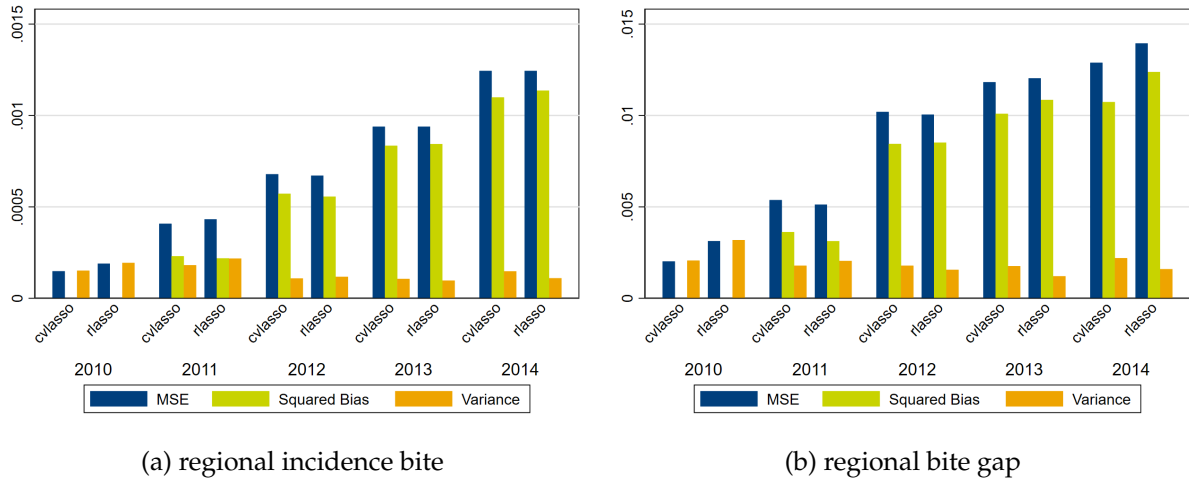 .0015
.001
.0005
0
cvlasso rlasso cvlasso rlasso cvlasso rlasso cvlasso rlasso cvlasso rlasso
2010 2011 2012 2013 2014
MSE Squared Bias Variance
(a) regional incidence bite
.015
.01
.005
0
cvlasso rlasso cvlasso rlasso cvlasso rlasso cvlasso rlasso cvlasso rlasso
2010 2011 2012 2013 2014
MSE Squared Bias Variance
(b) regional bite gap